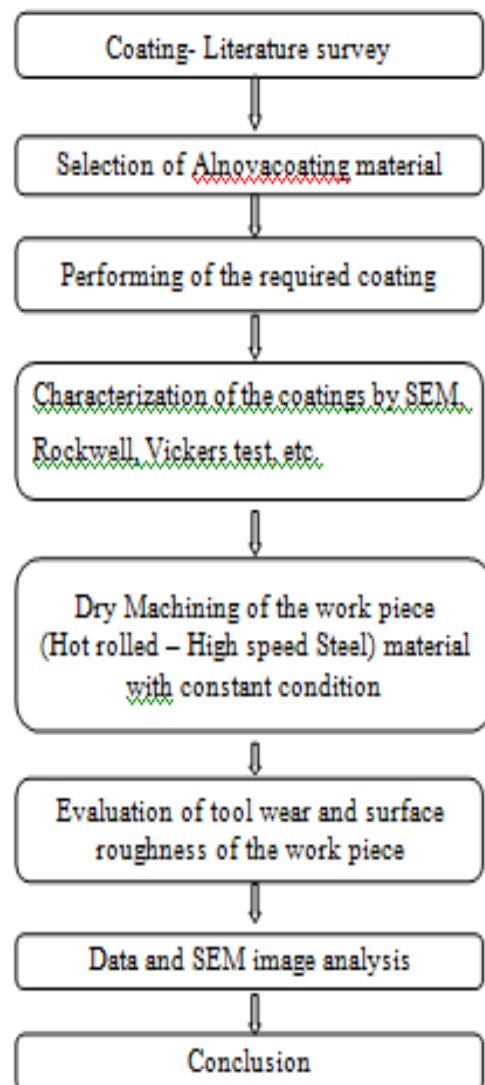 Coating- Literature survey
Selection of Alnovacoating material
Performing of the required coating
Characterization of the coatings by SEM,
Rockwell, Vickers test, etc.
Dry Machining of the work piece
(Hot rolled – High speed Steel) material
with constant condition
Evaluation of tool wear and surface
roughness of the work piece
Data and SEM image analysis
Conclusion